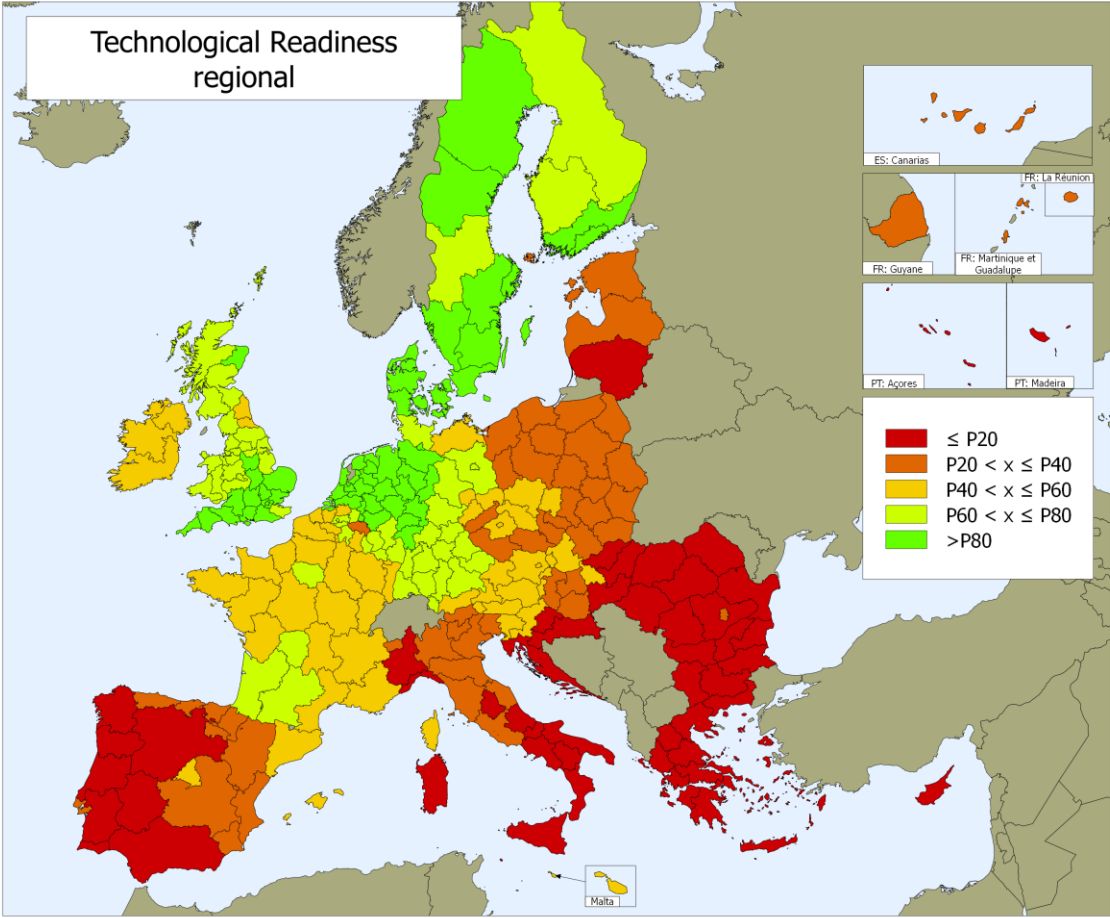 Technological Readiness
regional
ES: Canarias
FR: La Réunion
FR: Guyane
FR: Martinique et
Guadalupe
PT: Açores
PT: Madeira
≤ P20
P20 < x ≤ P40
P40 < x ≤ P60
P60 < x ≤ P80
>P80
Malta